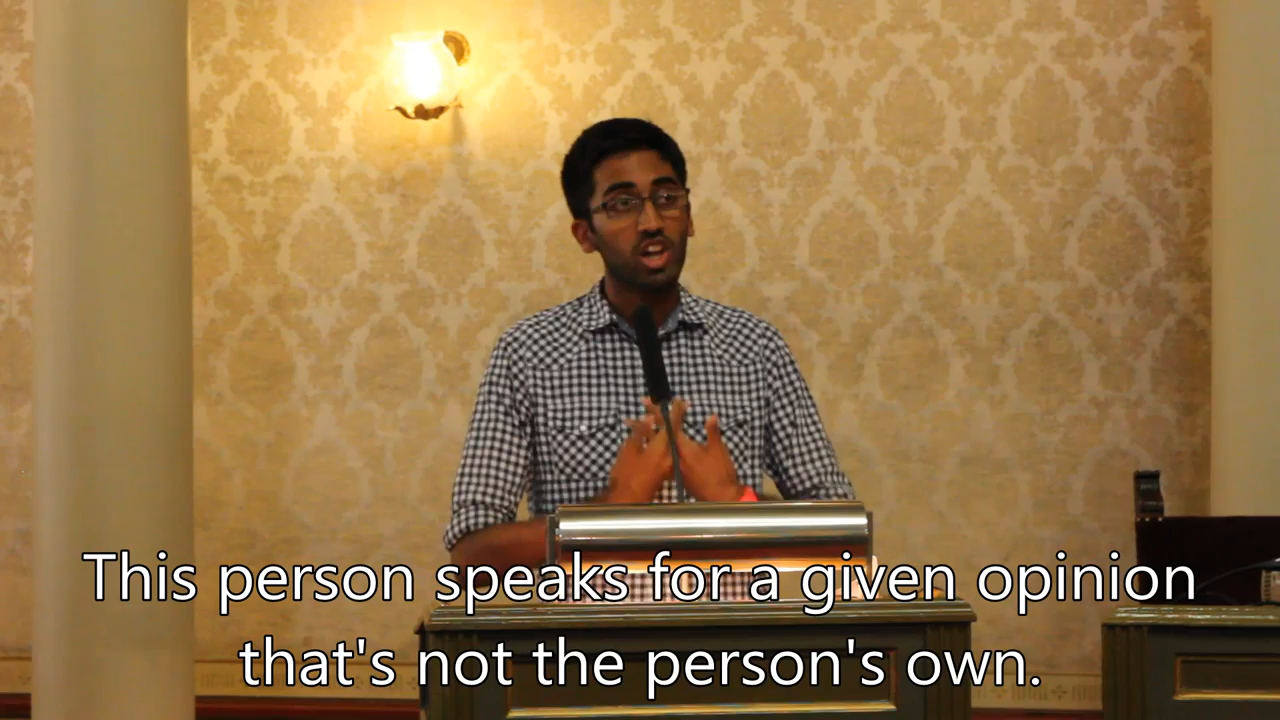 This person speaks for a given opinion
that's not the person's own.